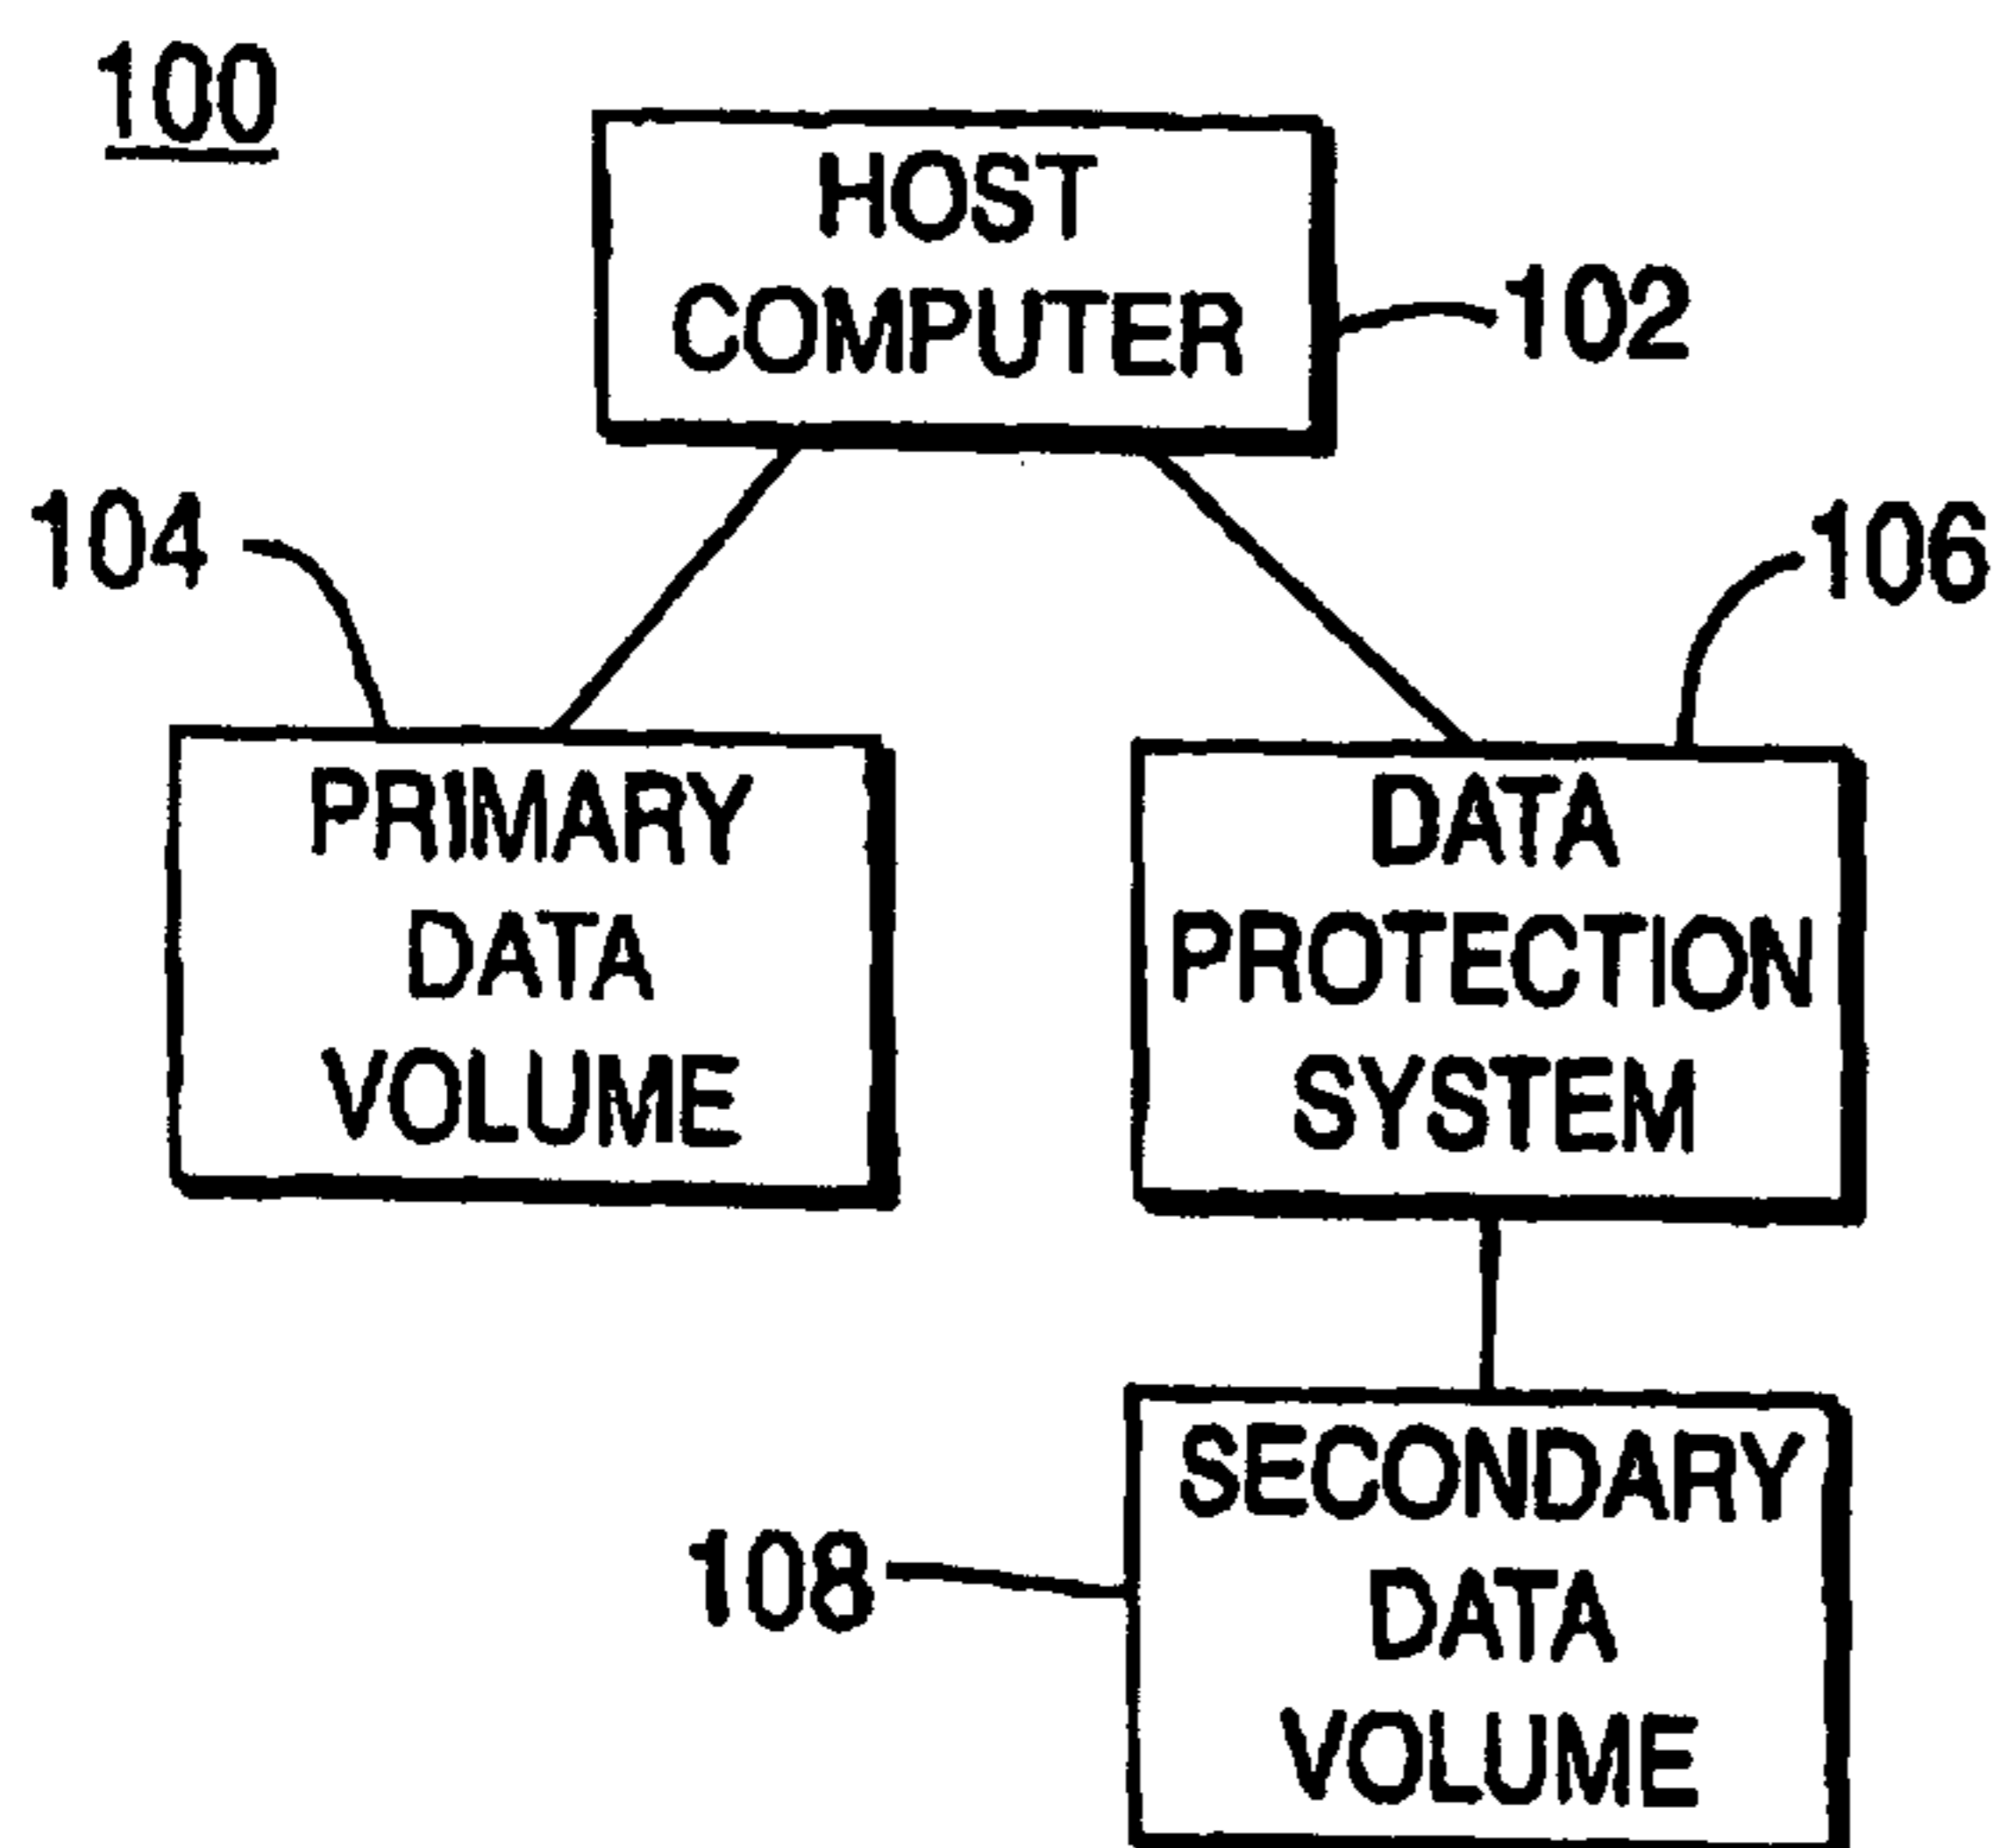 100
HOST
COMPUTER
102
104
106
PRIMARY
DATA
VOLUME
DATA
PROTECTION
SYSTEM
108
SECONDARY
DATA
VOLUME